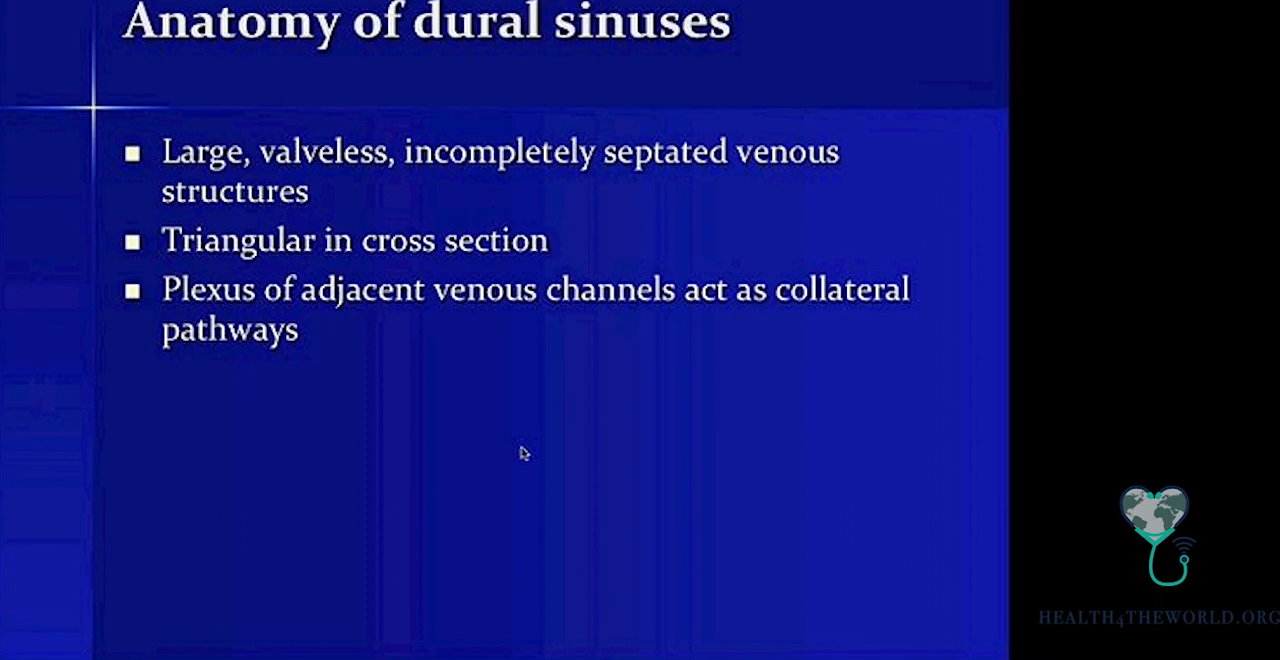 Anatomy of dural sinuses
Large, valveless, incompletely septated venous
structures
Triangular in cross section
Plexus of adjacent venous channels act as collateral
pathways
HEALTH4THEWORLD.ORG